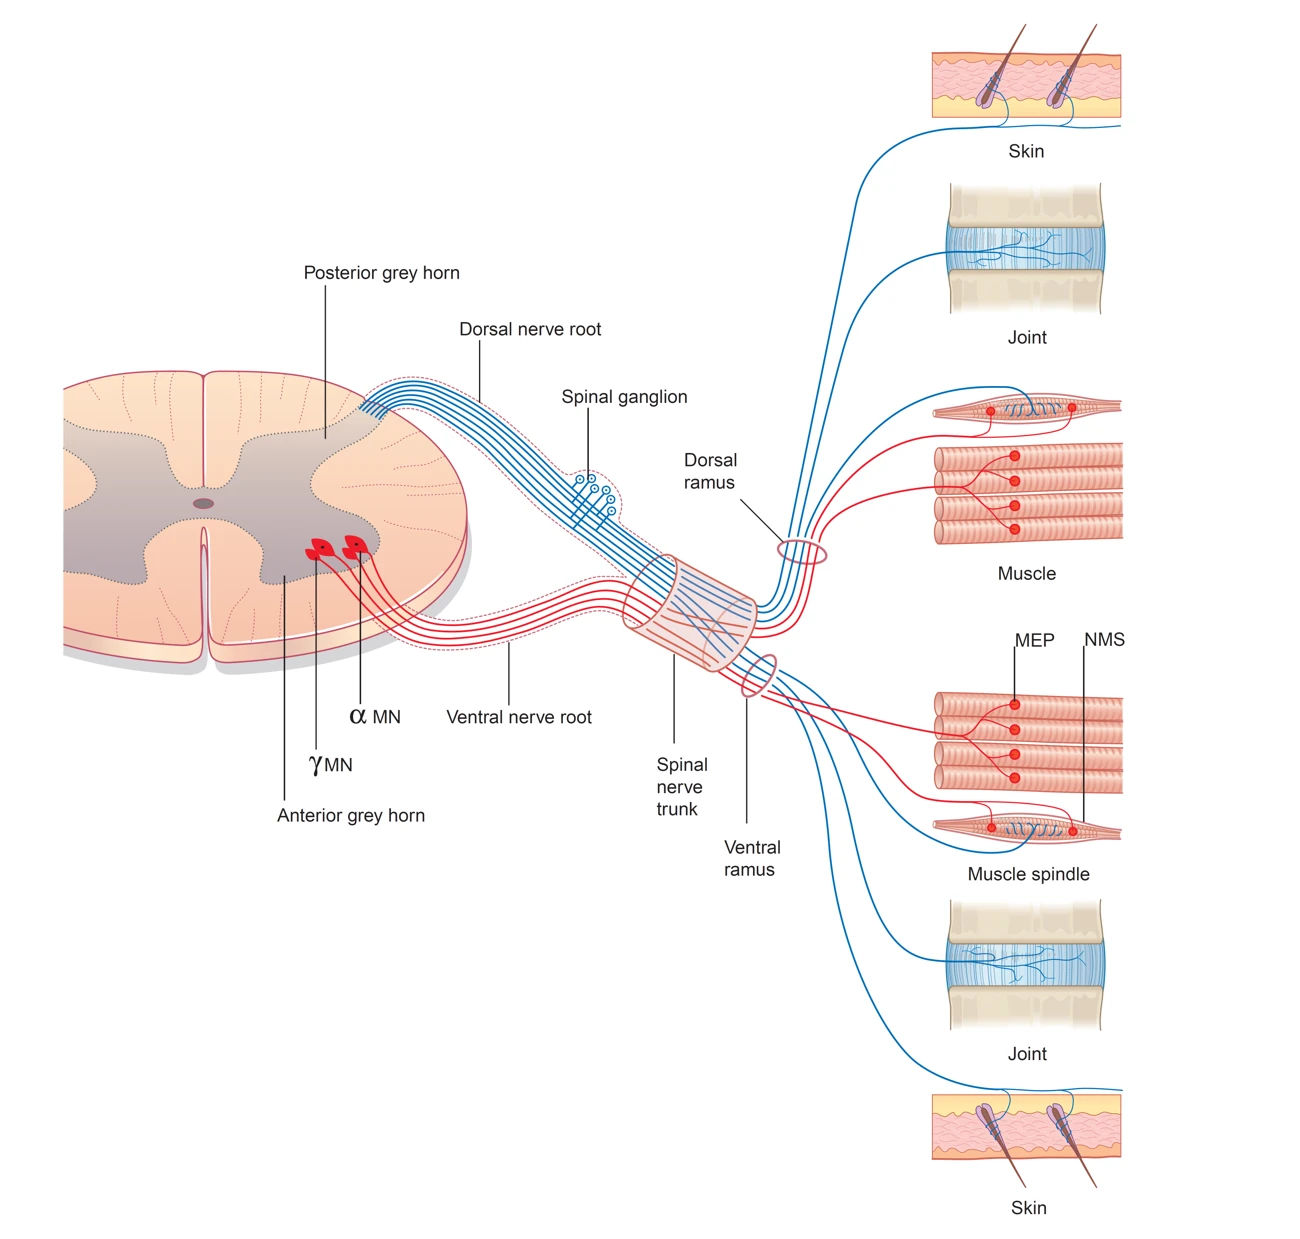 Skin
Joint
Posterior grey horn
Dorsal nerve root
Spinal ganglion
Dorsal
ramus
Muscle
MEP
NMS
α MN
Ventral nerve root
γMN
Spinal
nerve
trunk
Anterior grey horn
Ventral
ramus
Muscle spindle
Joint
Skin